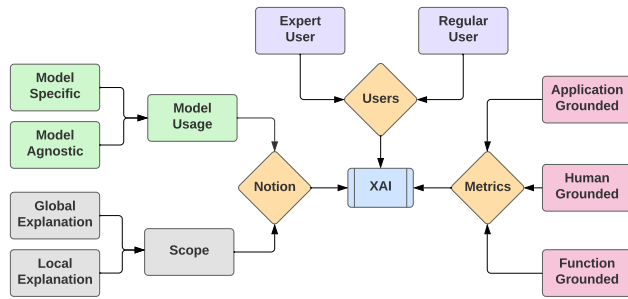 Expert
User
Regular
User
Model
Specific
Model
Agnostic
Model
Usage
Users
Application
Grounded
Global
Explanation
Local
Explanation
Scope
Notion
XAI
Metrics
Human
Grounded
Function
Grounded